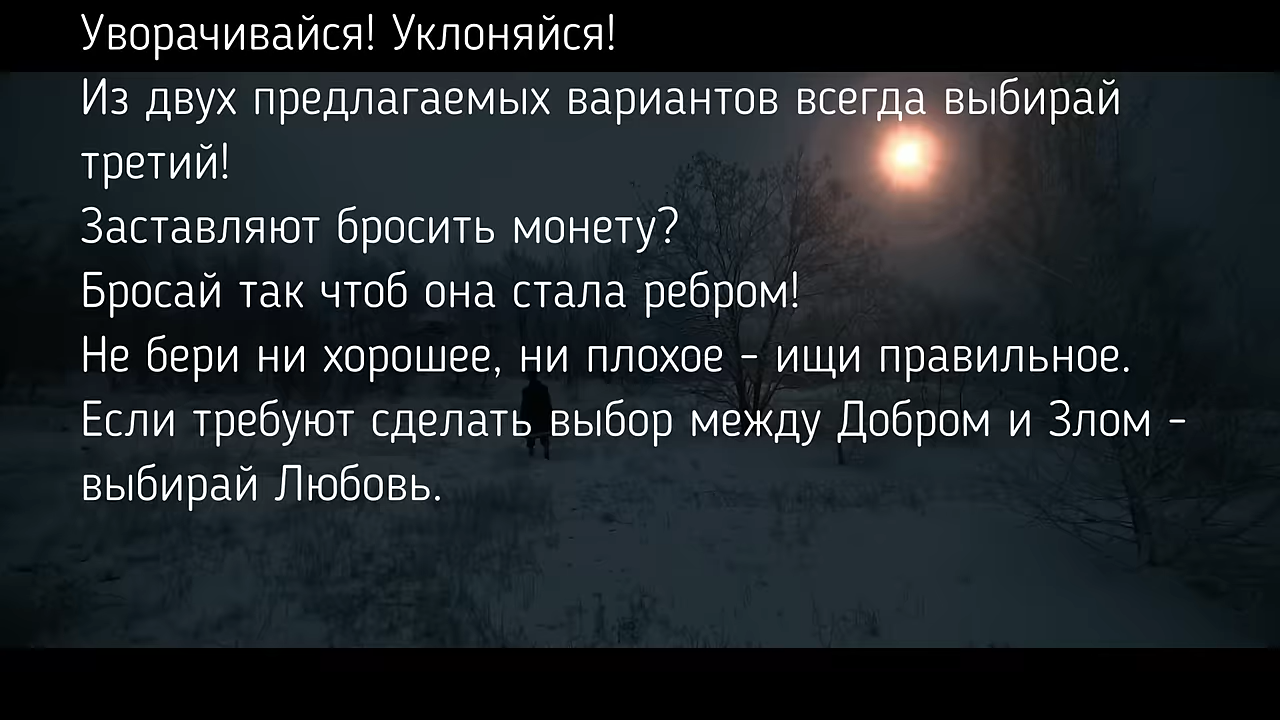 Уворачивайся! Уклоняйся!
Из двух предлагаемых вариантов всегда выбирай
третий!
Заставляют бросить монету?
Бросай так чтоб она стала ребром!
Не бери ни хорошее, ни плохое - ищи правильное.
Если требуют сделать выбор между Добром и Злом -
выбирай Любовь.